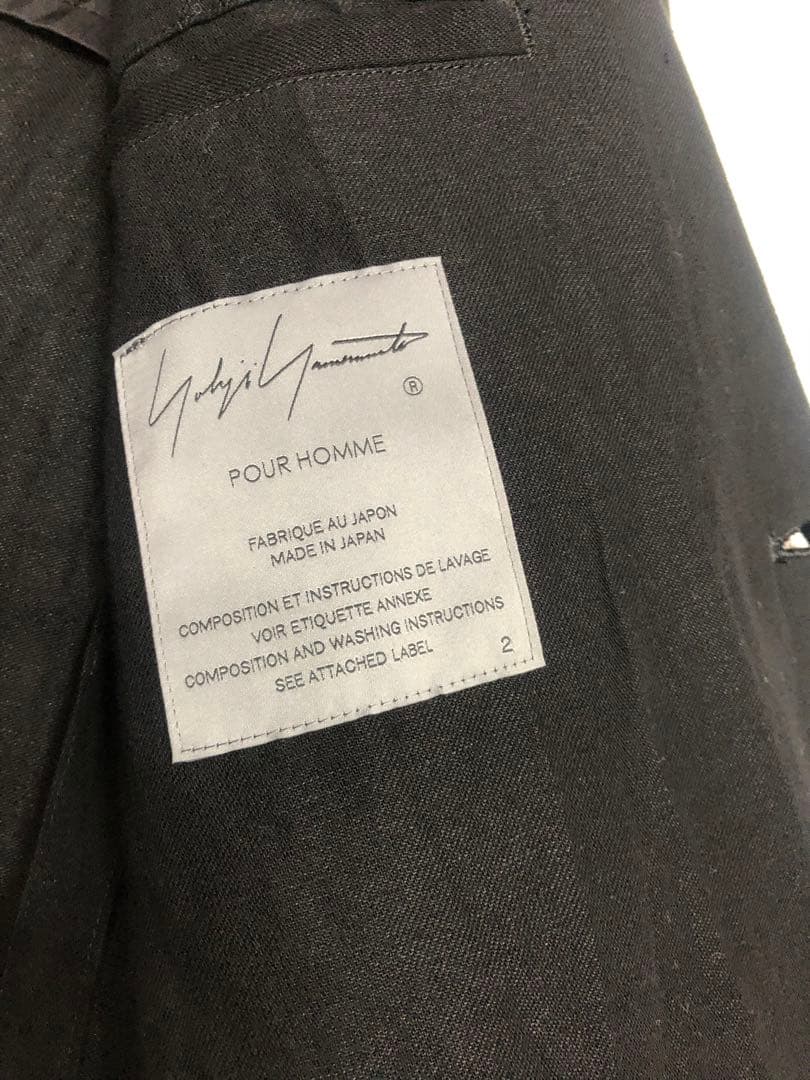 Yohji Yamamoto
®
POUR HOMME
FABRIQUE AU JAPON
MADE IN JAPAN
COMPOSITION ET INSTRUCTIONS DE LAVAGE
VOIR ETIQUETTE ANNEXE
COMPOSITION AND WASHING INSTRUCTIONS
SEE ATTACHED LABEL
2